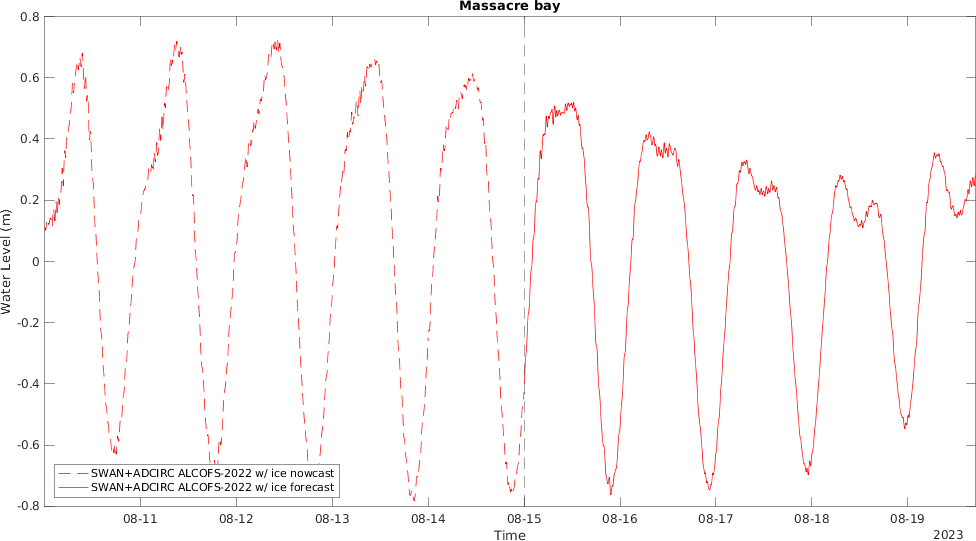 Massacre bay
0.8
0.6
0.4
0.2
0
-0.2
-0.4
-0.6
-0.8
Water Level (m)
SWAN+ADCIRC ALCOFS-2022 w/ ice nowcast
SWAN+ADCIRC ALCOFS-2022 w/ ice forecast
08-11 08-12 08-13 08-14 08-15 08-16 08-17 08-18 08-19
Time
2023